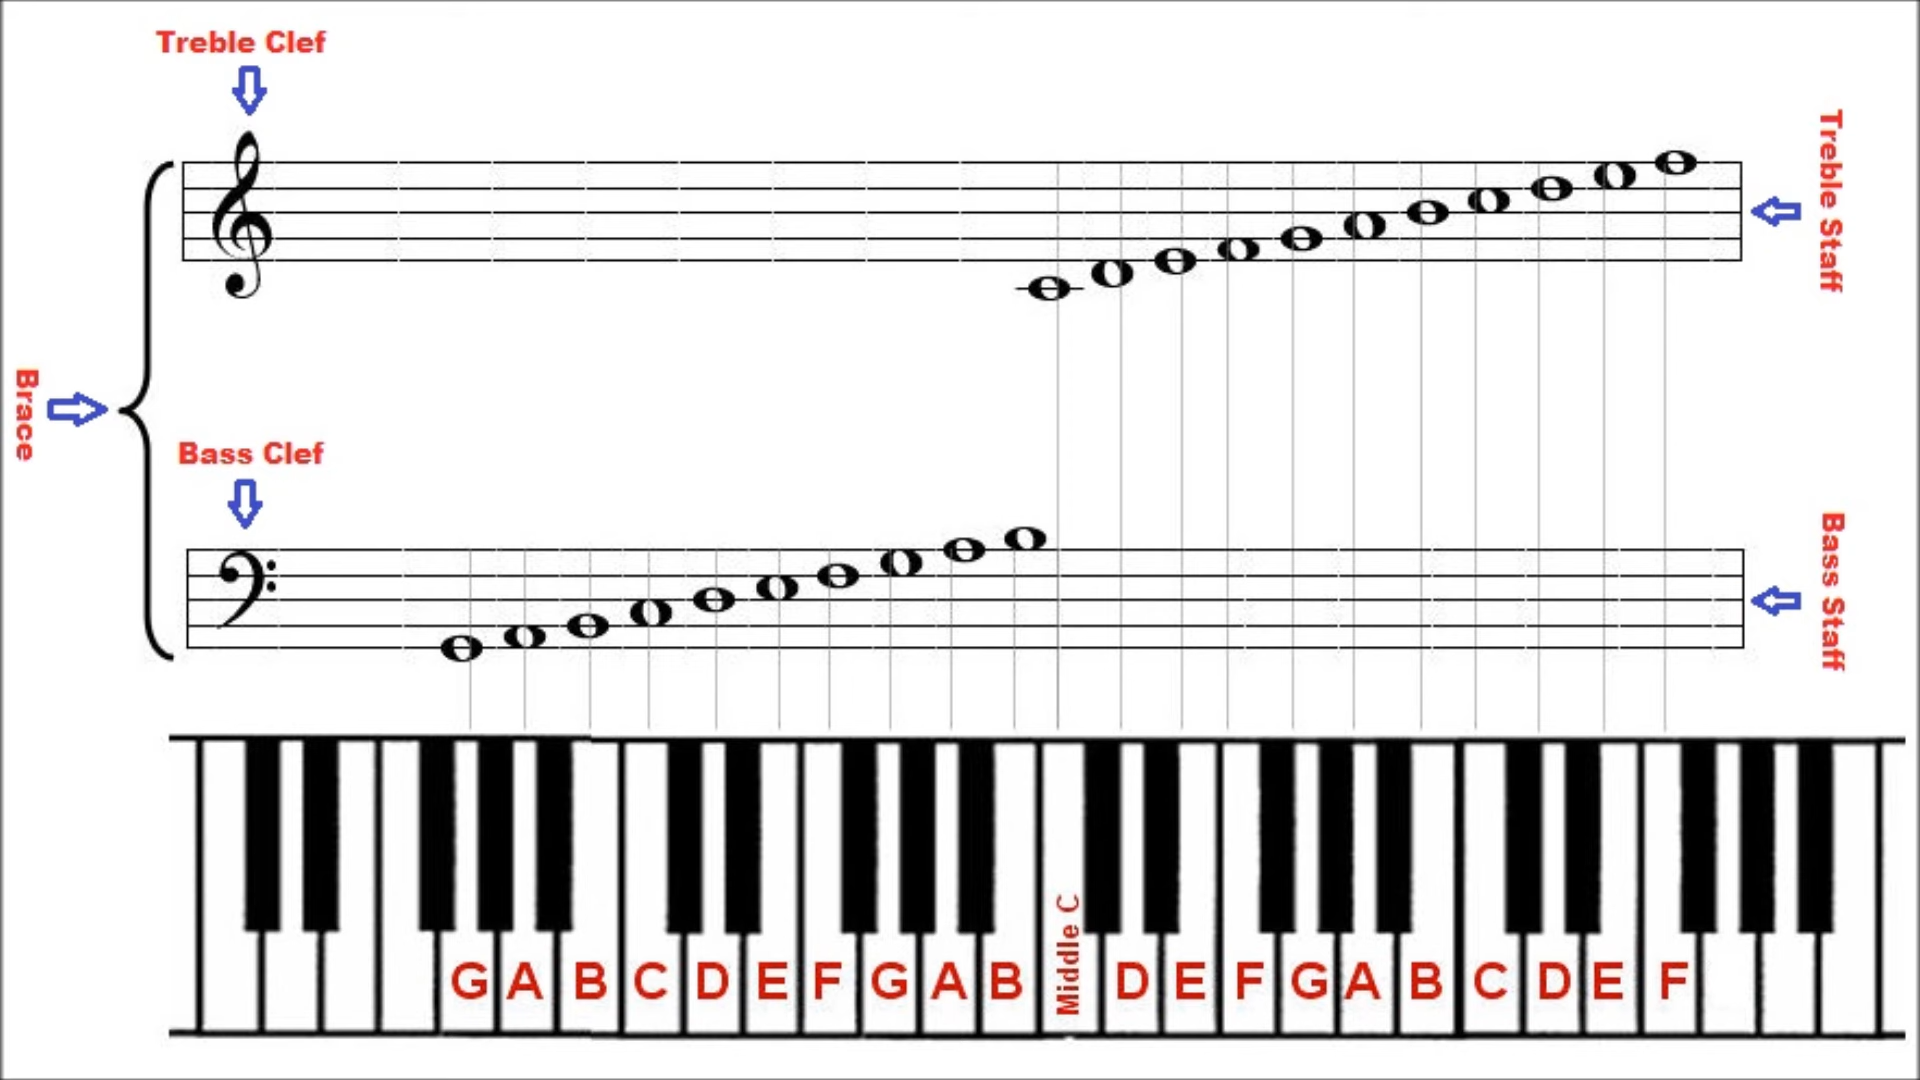 Treble Clef
Treble Staff
Brace
Bass Clef
Bass Staff
G A B C D E F G A B Middle C D E F G A B C D E F